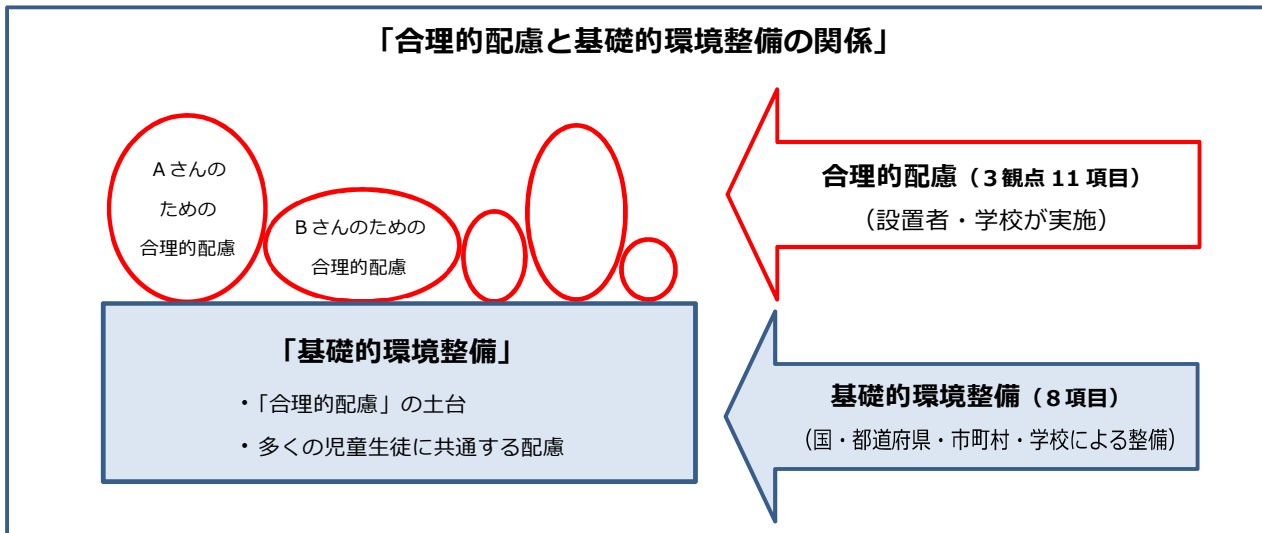 「合理的配慮と基礎的環境整備の関係」
Aさんの
ための
合理的配慮
Bさんのための
合理的配慮
合理的配慮（3観点 11 項目）
（設置者・学校が実施）
「基礎的環境整備」
・「合理的配慮」の土台
・多くの児童生徒に共通する配慮
基礎的環境整備（8項目）
（国・都道府県・市町村・学校による整備）